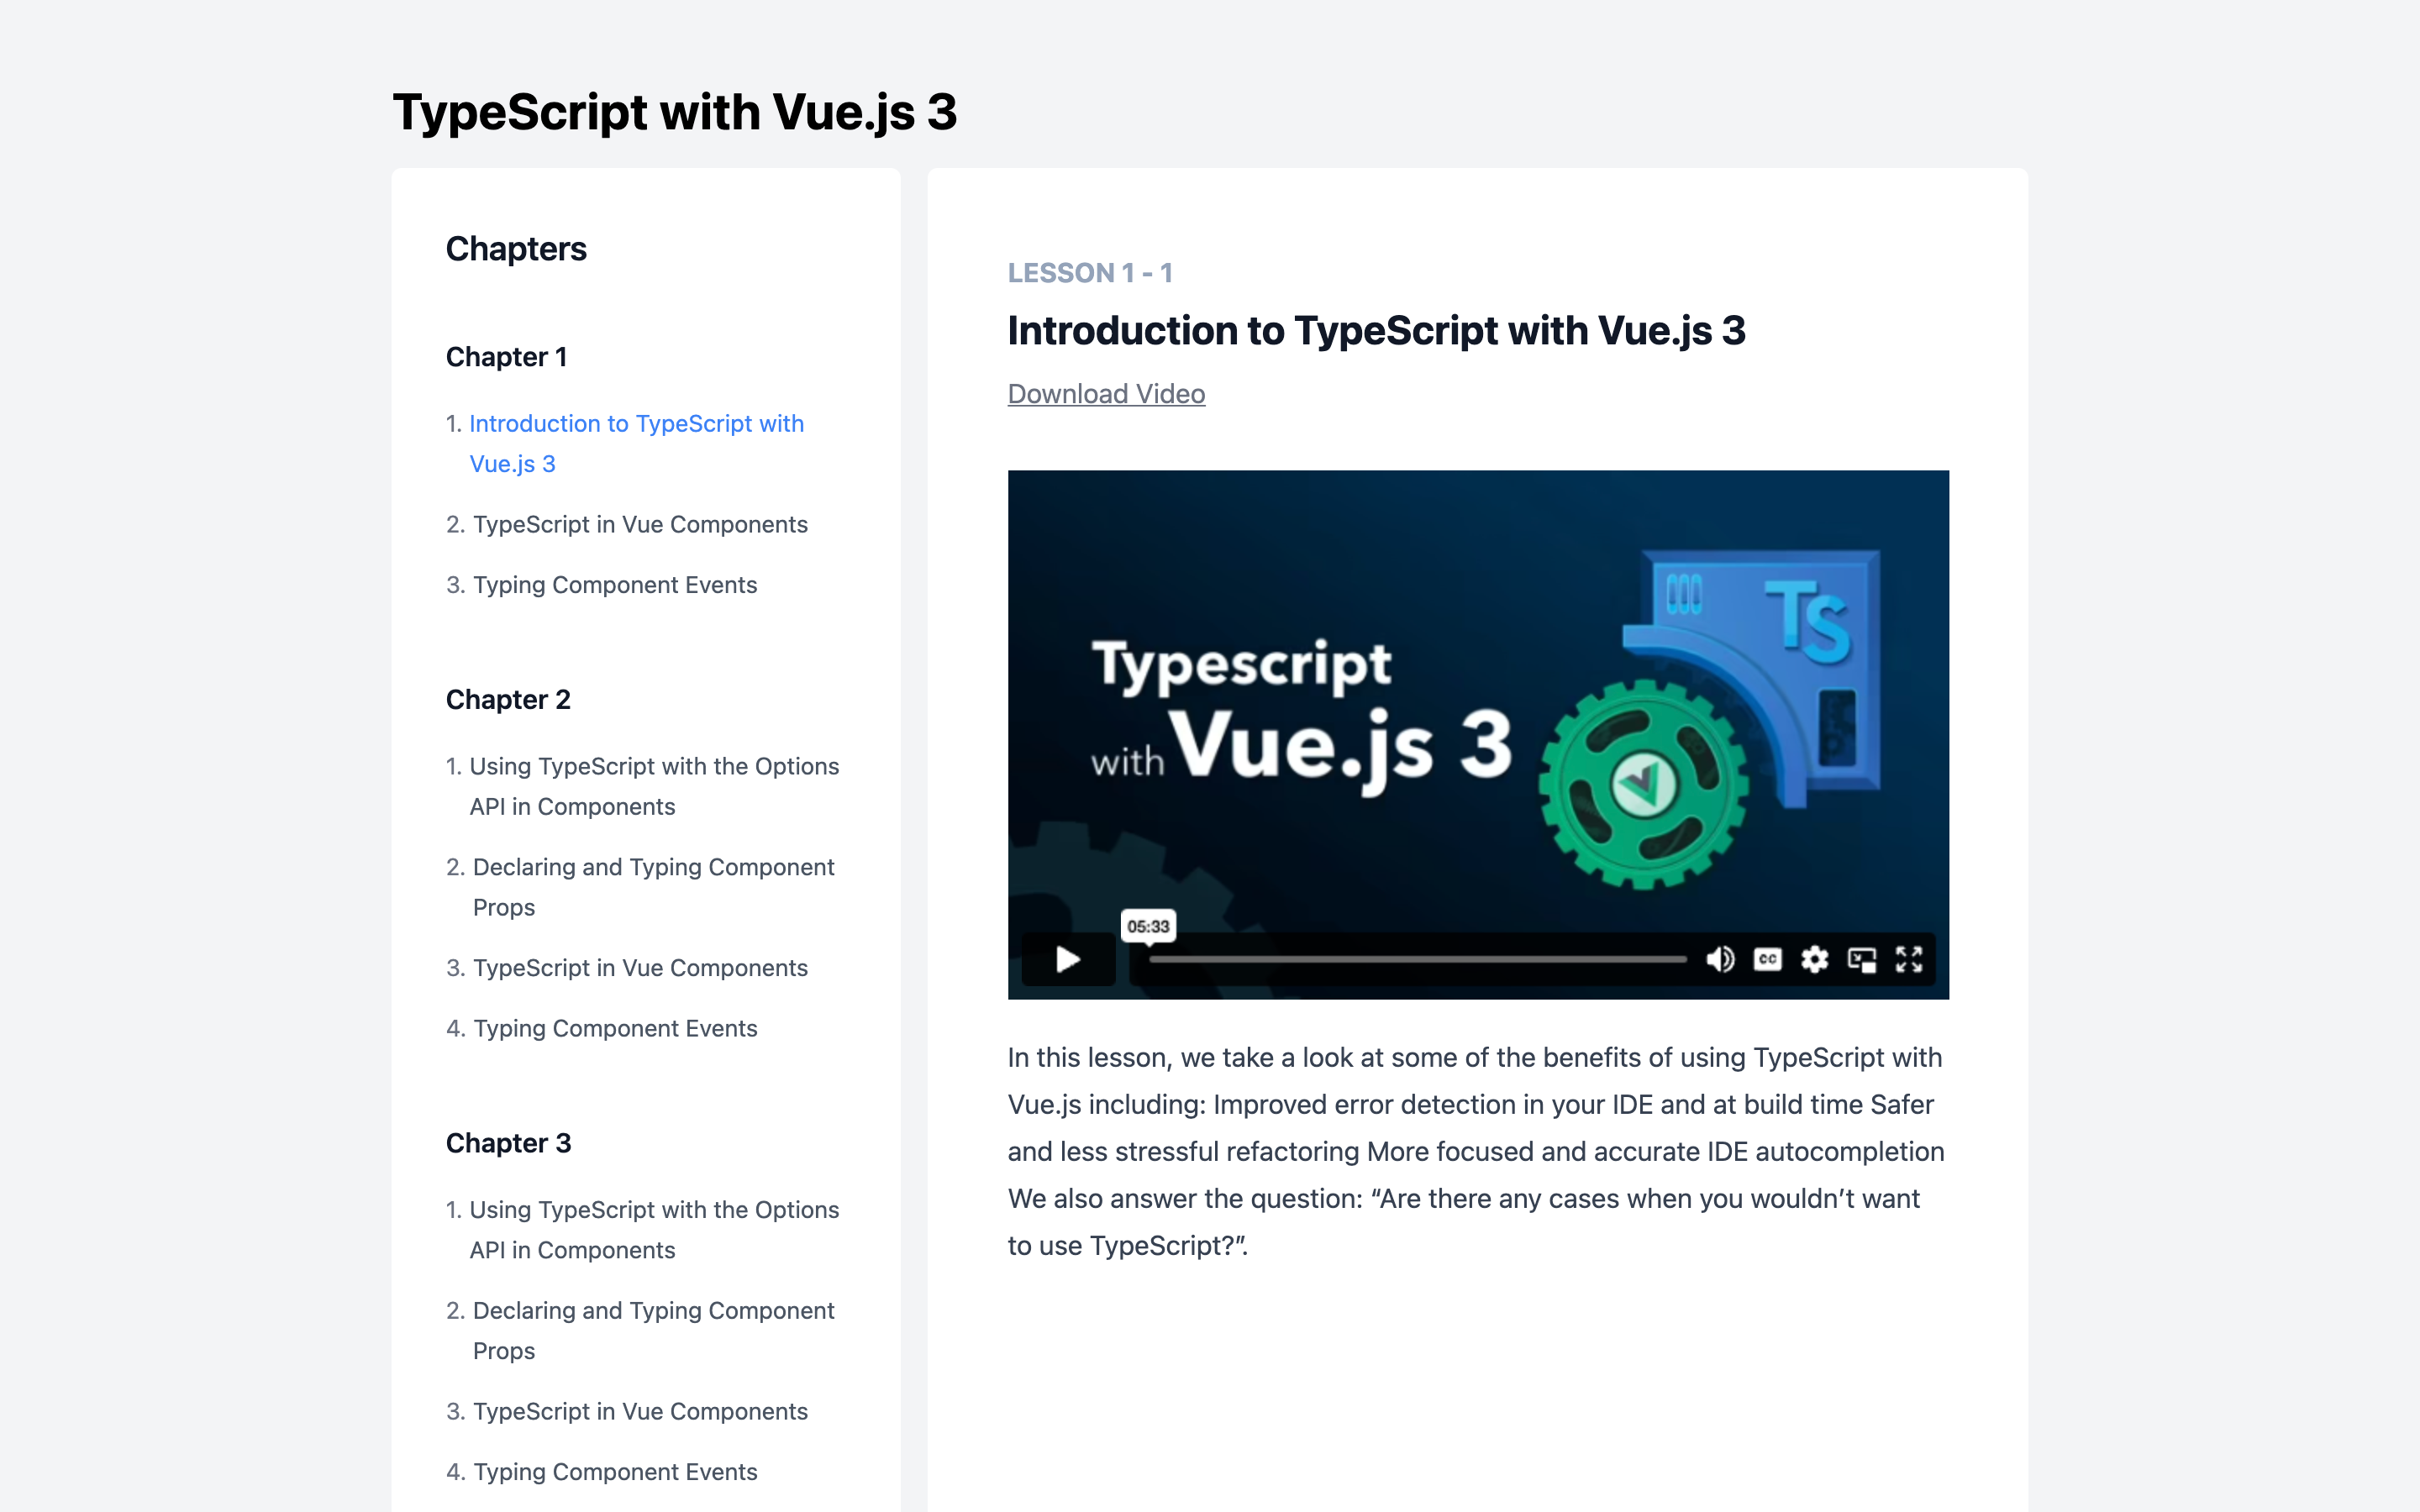 TypeScript with Vue.js 3
Chapters
Chapter 1
1. Introduction to TypeScript with
Vue.js 3
2. TypeScript in Vue Components
3. Typing Component Events
Chapter 2
1. Using TypeScript with the Options
API in Components
2. Declaring and Typing Component
Props
3. TypeScript in Vue Components
4. Typing Component Events
Chapter 3
1. Using TypeScript with the Options
API in Components
2. Declaring and Typing Component
Props
3. TypeScript in Vue Components
4. Typing Component Events
LESSON 1 - 1
Introduction to TypeScript with Vue.js 3
Download Video
Typescript
with Vue.js 3
TS
05:33
CC
In this lesson, we take a look at some of the benefits of using TypeScript with
Vue.js including: Improved error detection in your IDE and at build time Safer
and less stressful refactoring More focused and accurate IDE autocompletion
We also answer the question: “Are there any cases when you wouldn’t want
to use TypeScript?”.